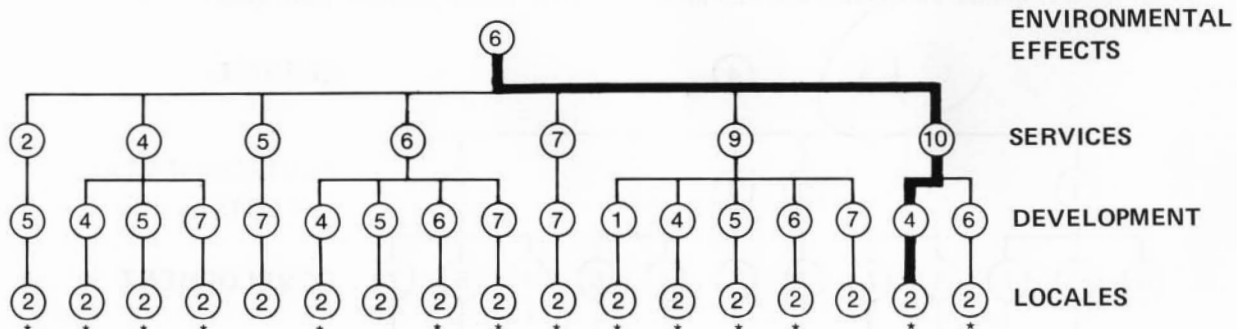 ENVIRONMENTAL
6 EFFECTS
2 4 5 6 7 9 10 SERVICES
5 4 5 7 7 4 5 6 7 7 1 4 5 6 7 4 6 DEVELOPMENT
2 2 2 2 2 2 2 2 2 2 2 2 2 2 2 2 2 LOCALES
* * * * * * * * * * * * * *